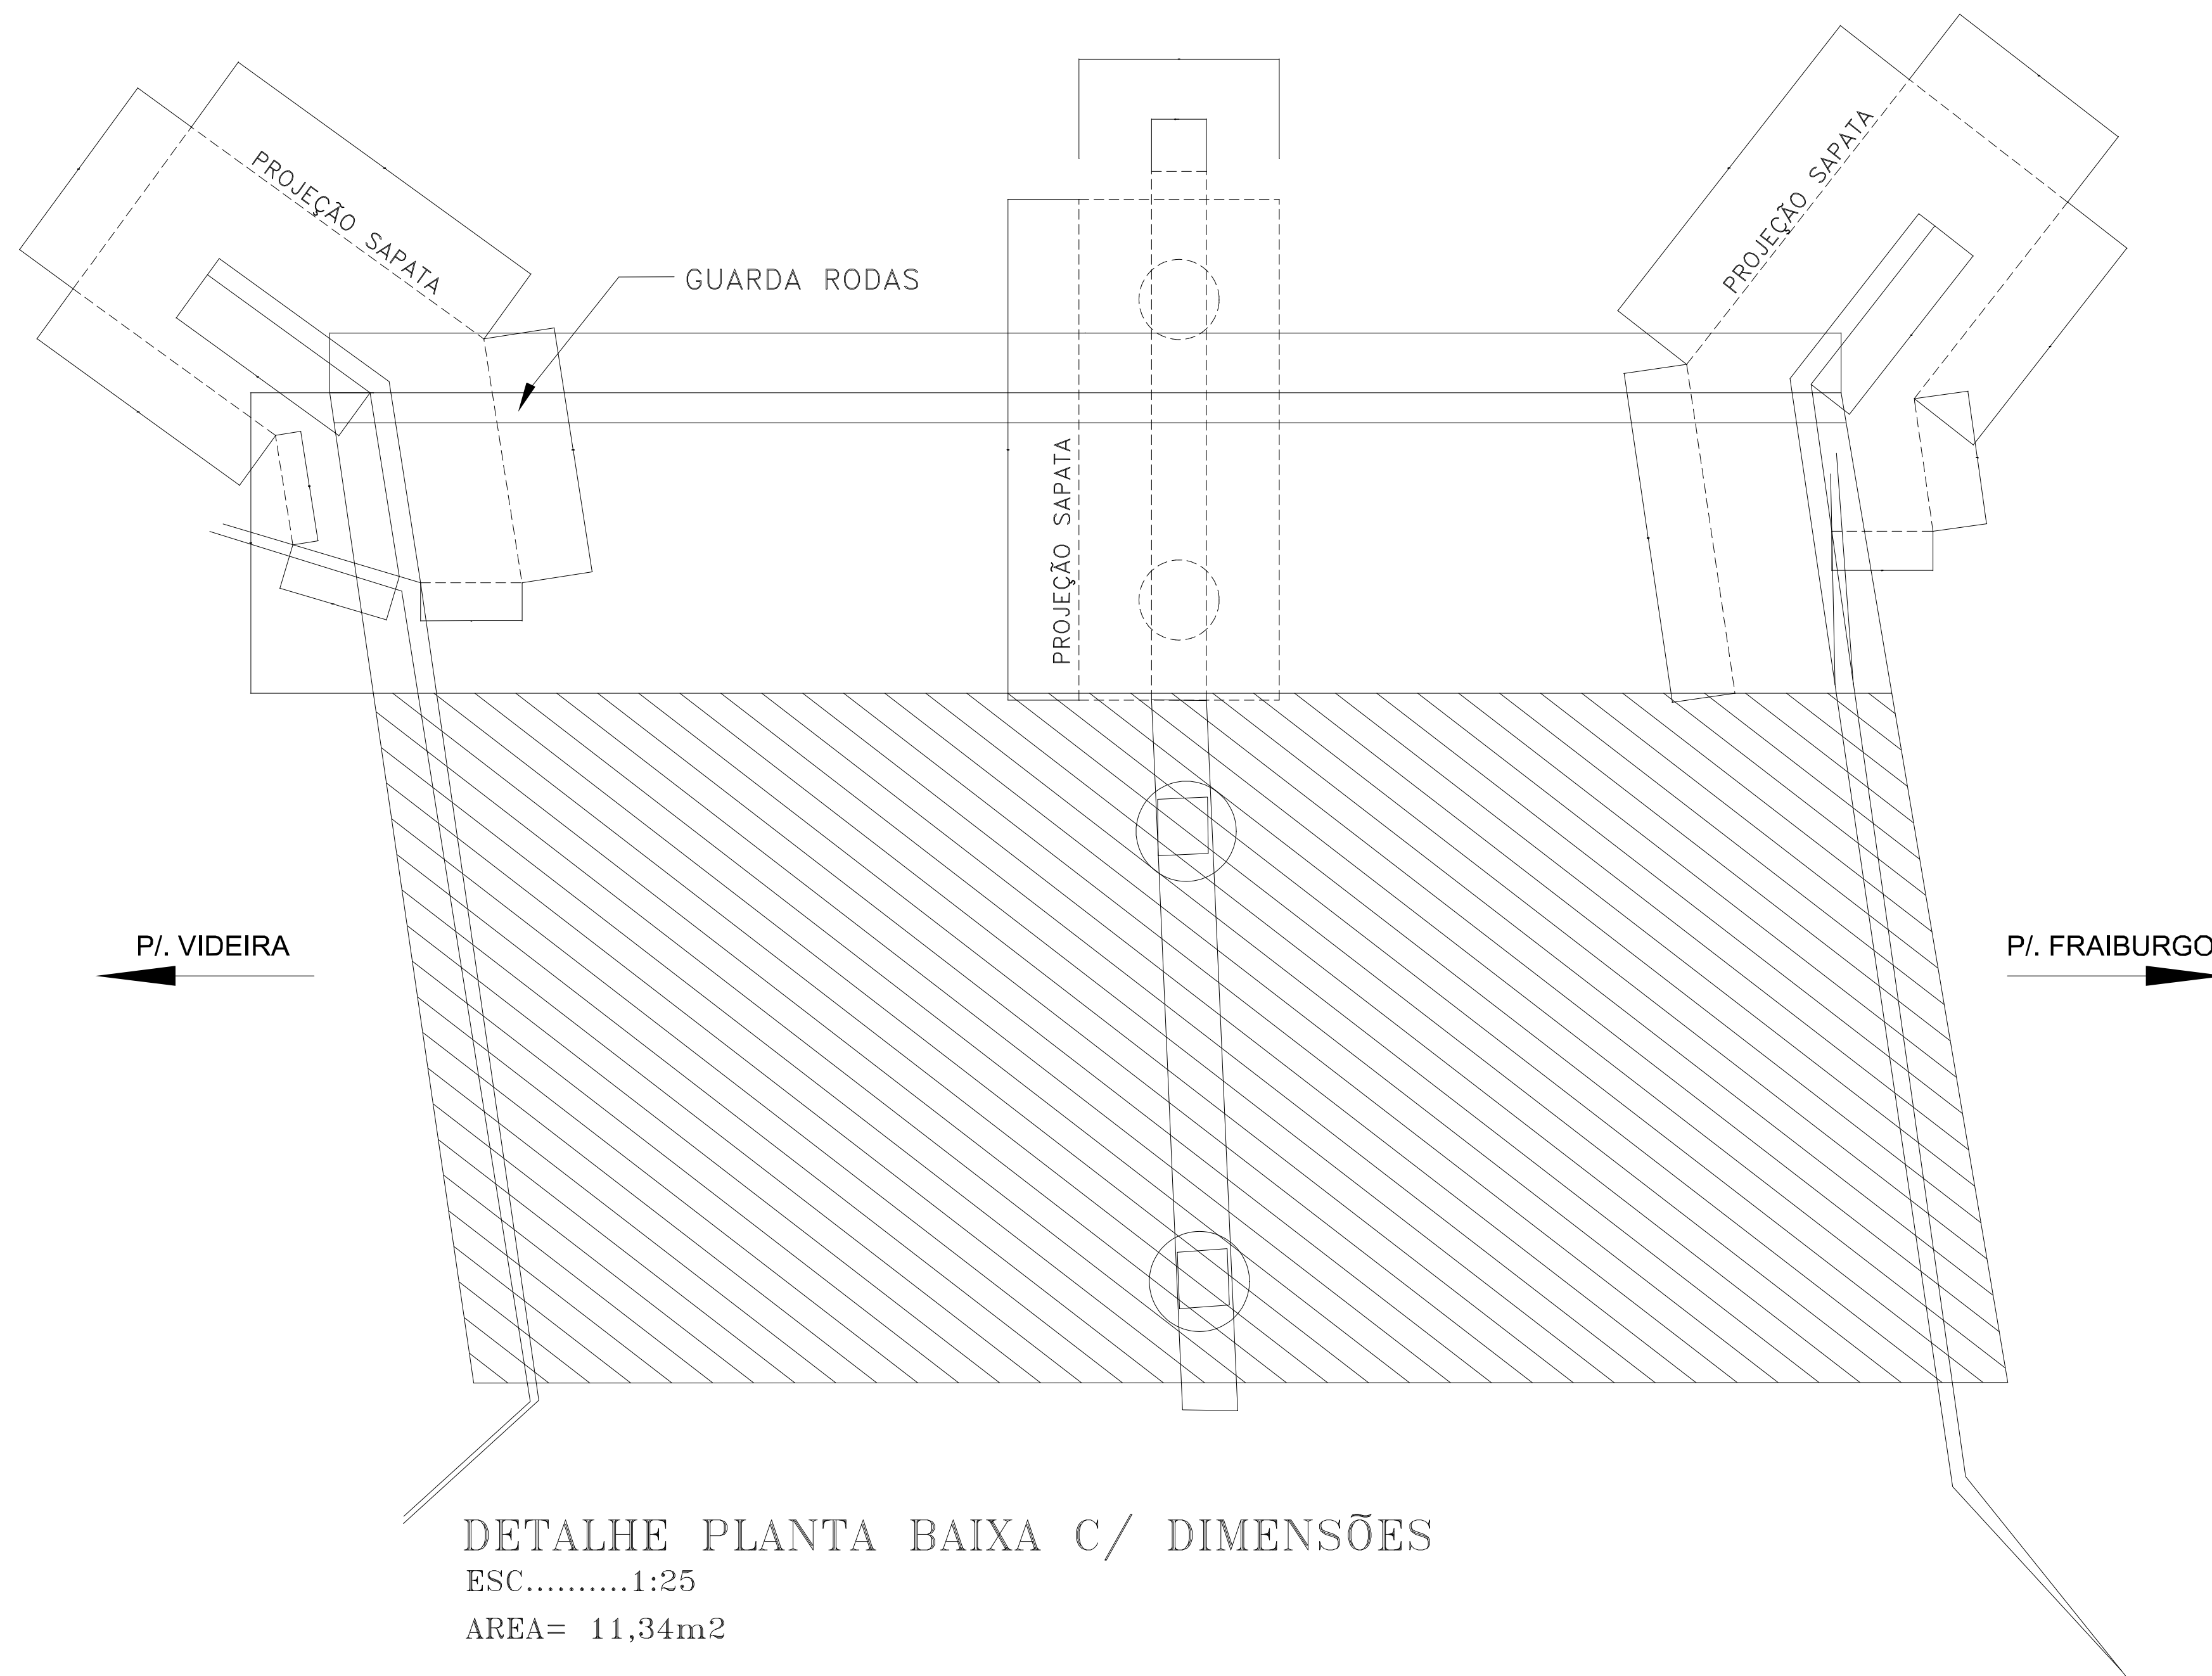 PROJEÇÃO SAPATA
PROJEÇÃO SAPATA
GUARDA RODAS
PROJEÇÃO SAPATA
P/. VIDEIRA
P/. FRAIBURGO
DETALHE PLANTA BAIXA C/ DIMENSÕES
ESC..........1:25
AREA= 11,34m2